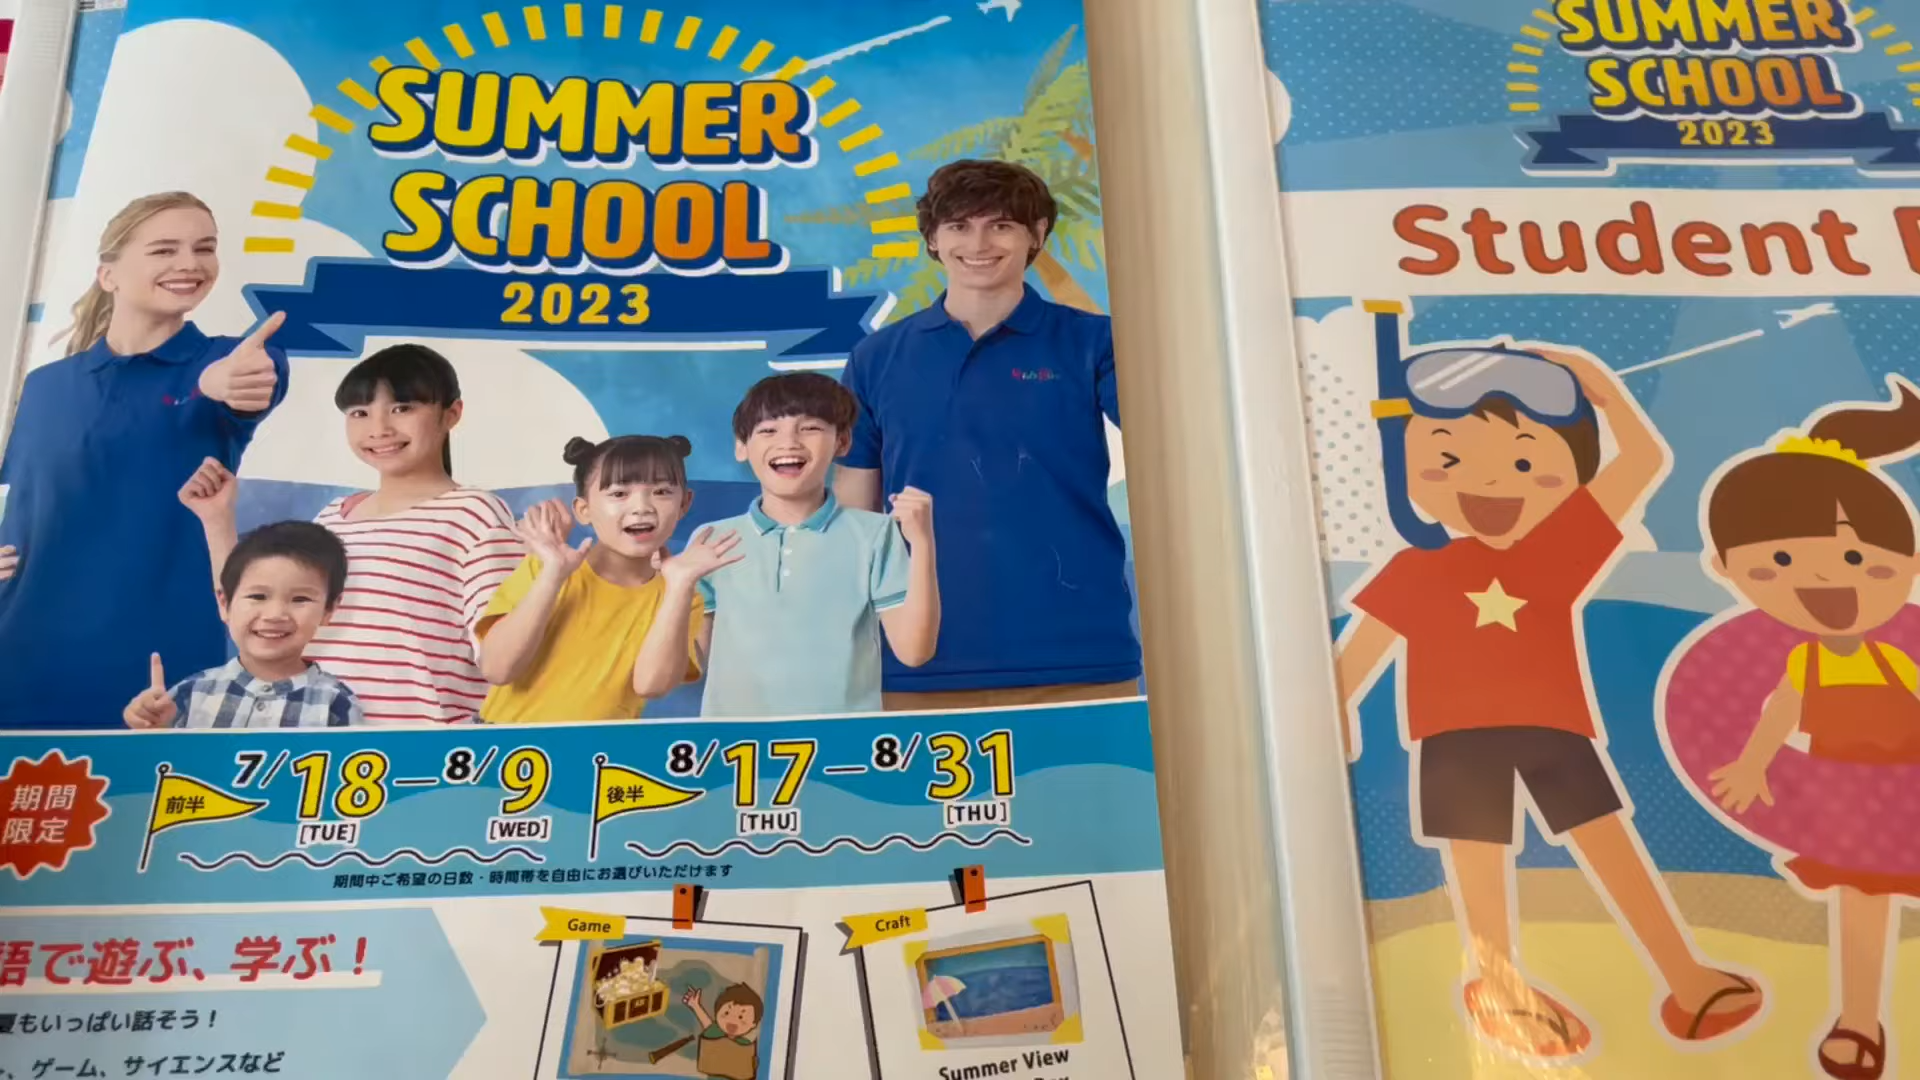 SUMMER
SCHOOL
2023
期間
限定
前半
7/18-8/9
[TUE]
[WED]
後半
8/17-8/31
[THU]
[THU]
期間中ご希望の日数・時間帯を自由にお選びいただけます
語で遊ぶ、学ぶ！
夏もいっぱい話そう！
、ゲーム、サイエンスなど
Game
Craft
Summer View
SUMMER
SCHOOL
2023
Student